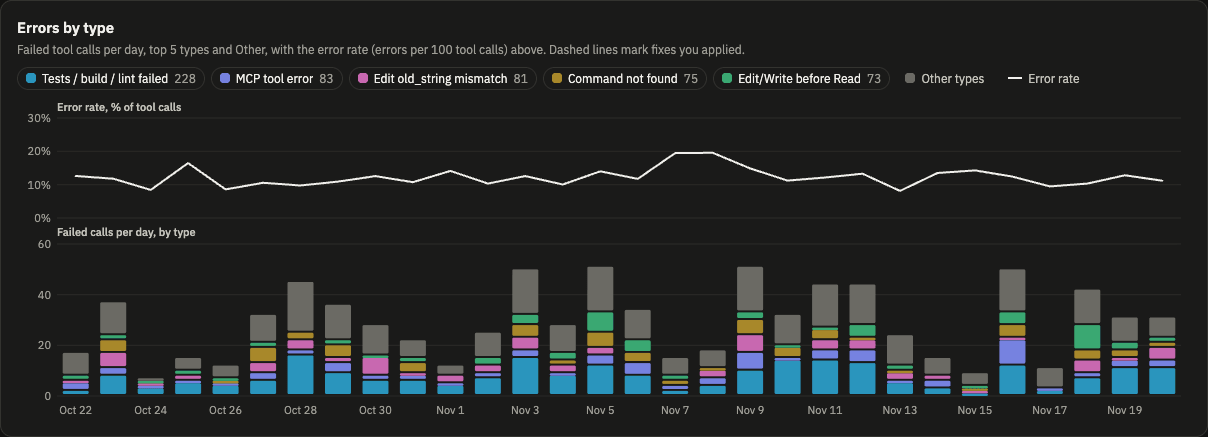 Errors by type
Failed tool calls per day, top 5 types and Other, with the error rate (errors per 100 tool calls) above. Dashed lines mark fixes you applied.
Tests / build / lint failed 228 MCP tool error 83 Edit old_string mismatch 81 Command not found 75 Edit/Write before Read 73 Other types Error rate
Error rate, % of tool calls
30%
20%
10%
0%
Failed calls per day, by type
60
40
20
0
Oct 22 Oct 24 Oct 26 Oct 28 Oct 30 Nov 1 Nov 3 Nov 5 Nov 7 Nov 9 Nov 11 Nov 13 Nov 15 Nov 17 Nov 19